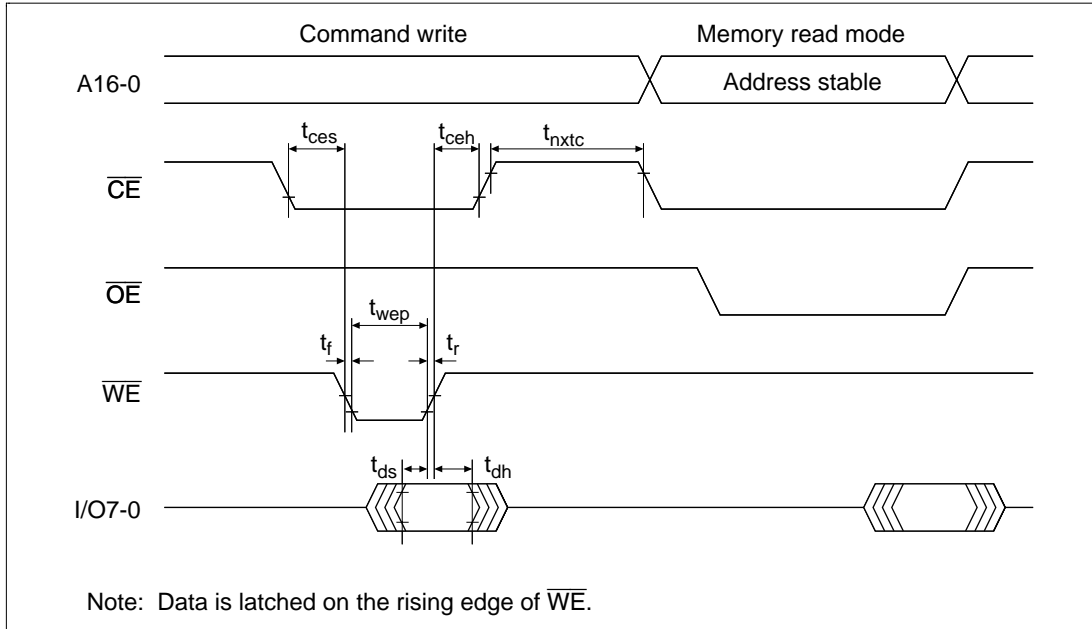 Command write
Memory read mode
A16-0
Address stable
tces
tceh
tnxtc
CE
OE
twep
tf
tr
WE
tds
tdh
I/O7-0
Note: Data is latched on the rising edge of WE.